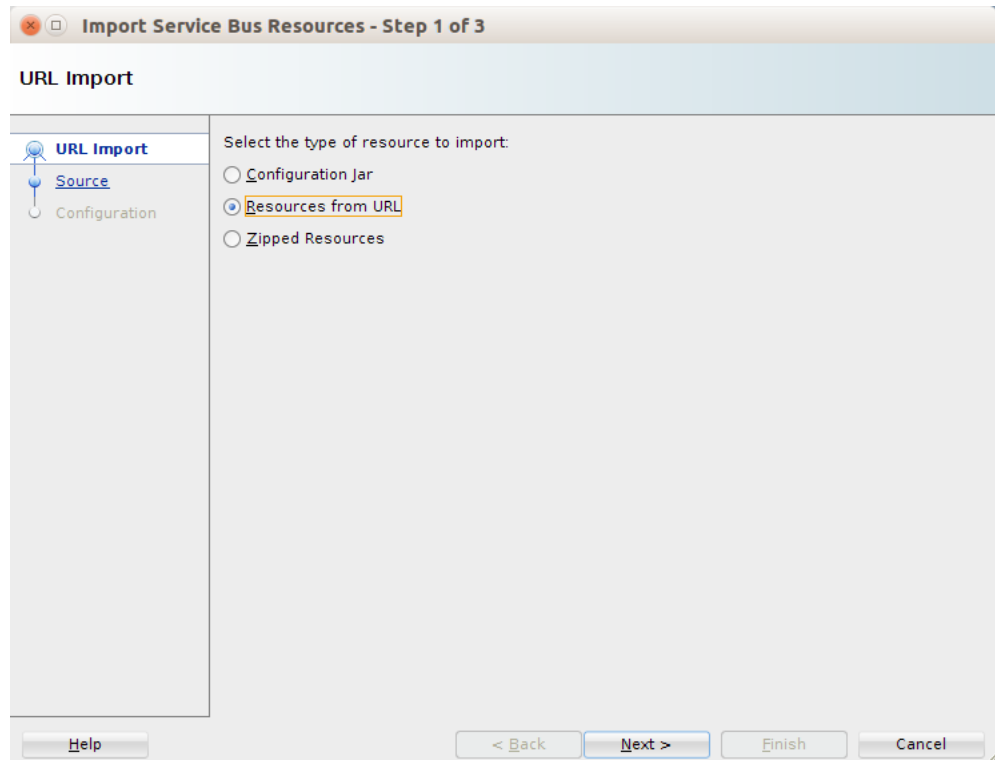 Import Service Bus Resources - Step 1 of 3
URL Import
URL Import
Source
Configuration
Select the type of resource to import:
Configuration Jar
Resources from URL
Zipped Resources
Help
< Back
Next >
Finish
Cancel